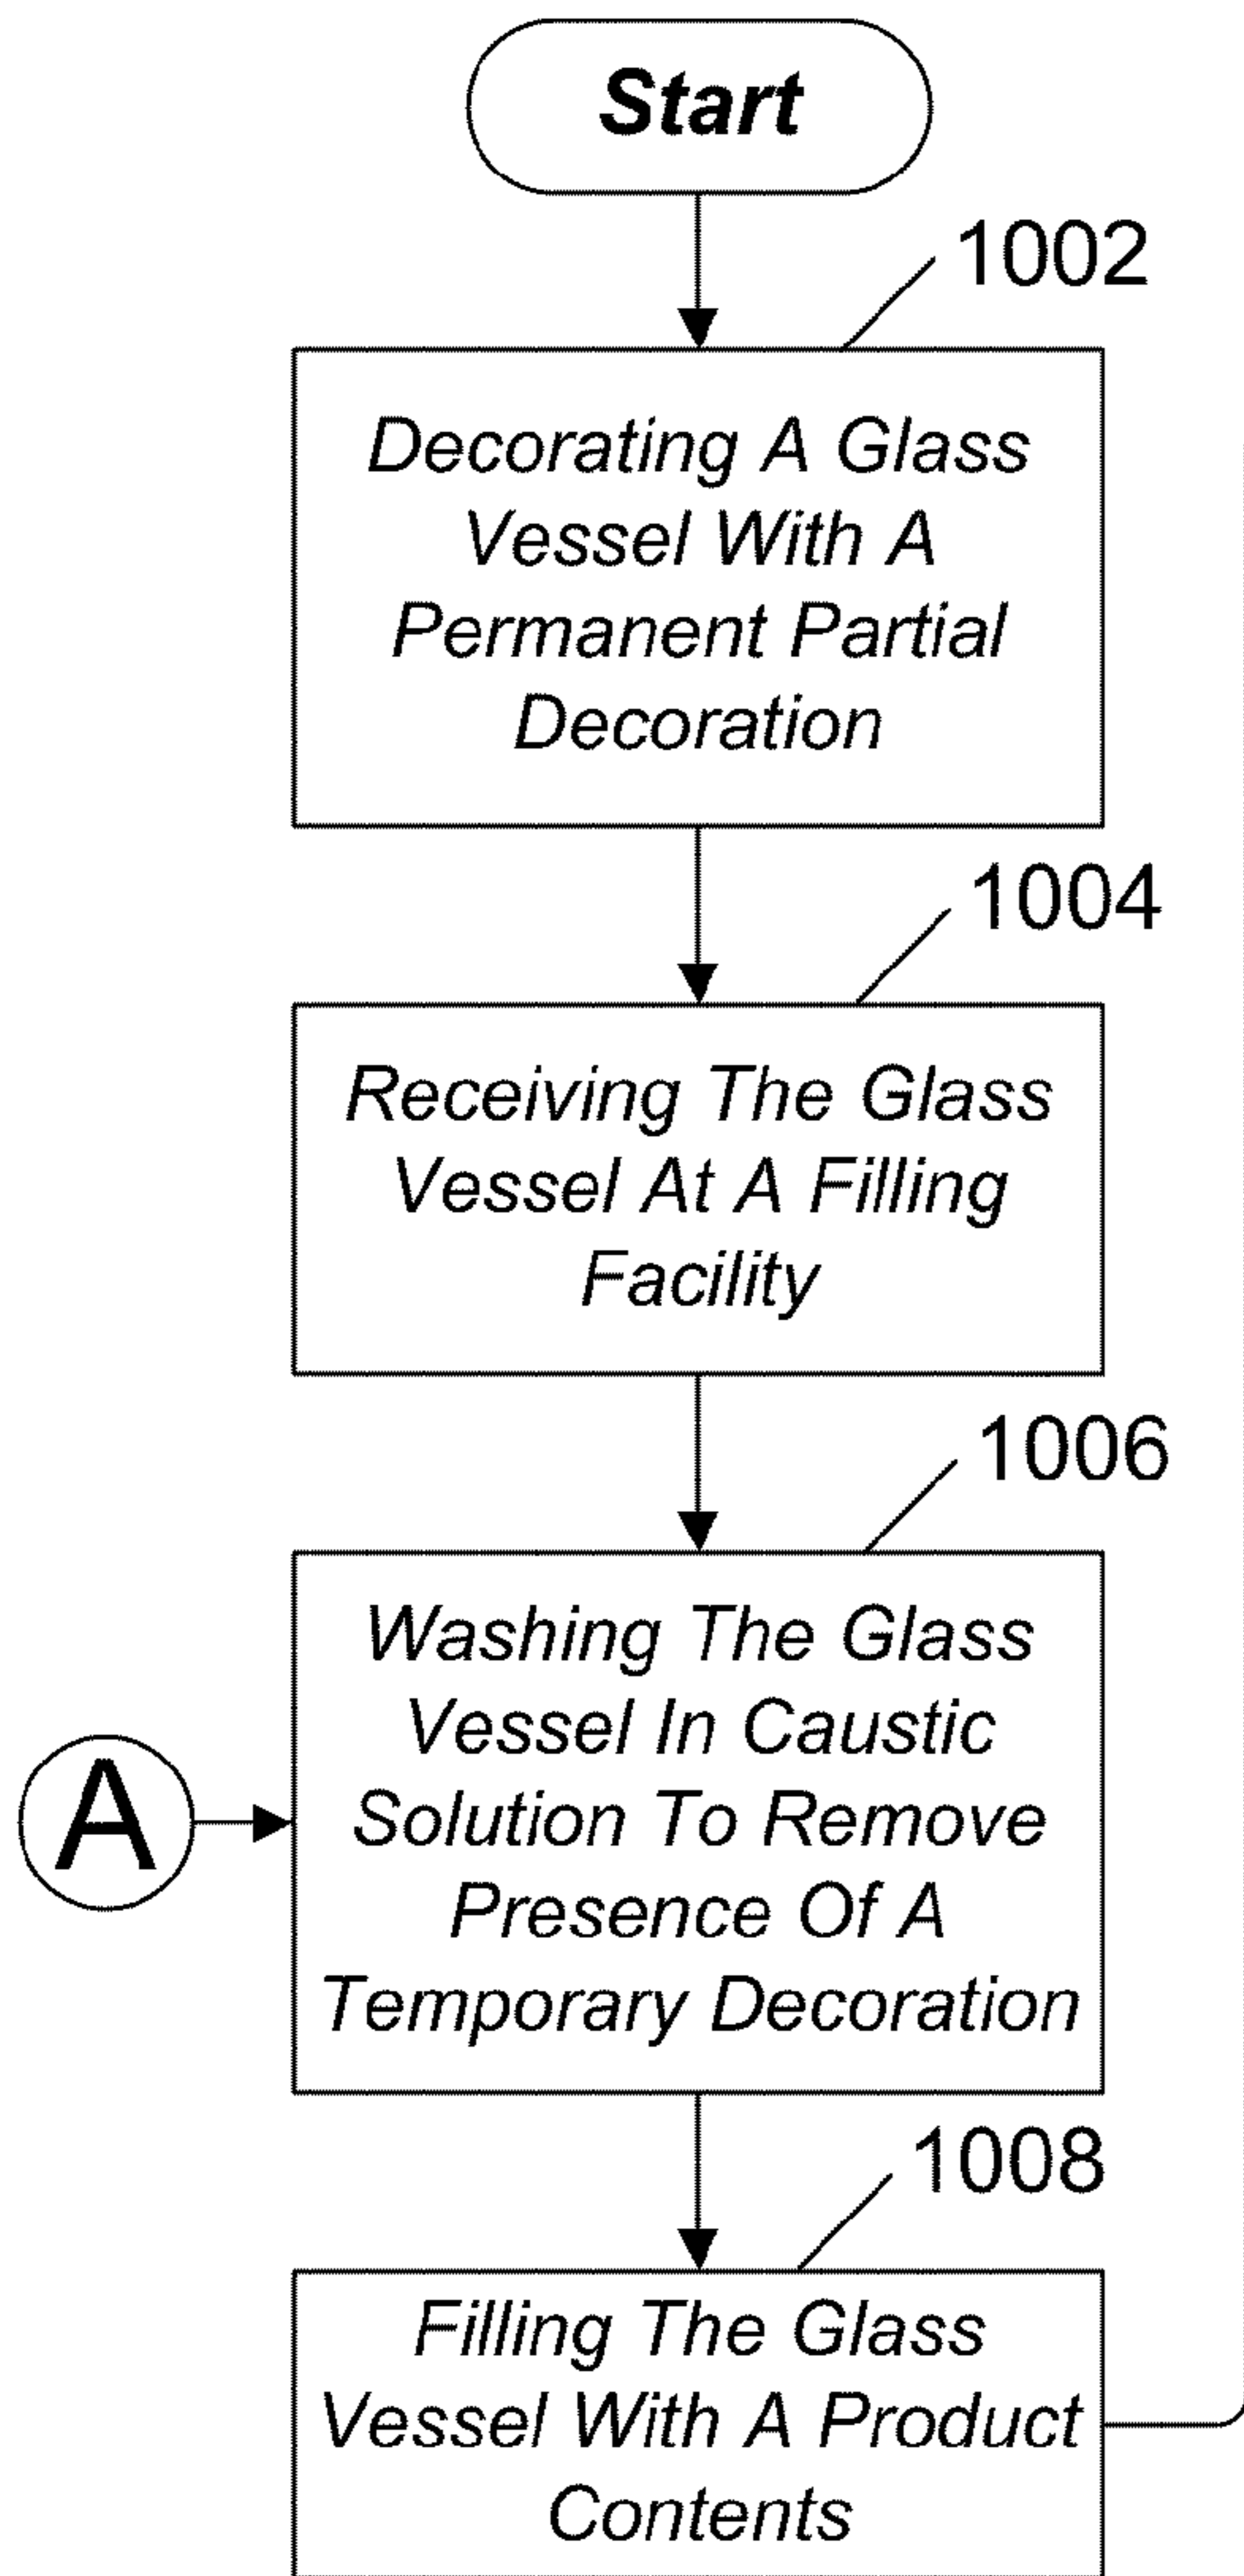 Start
1002
Decorating A Glass
Vessel With A
Permanent Partial
Decoration
1004
Receiving The Glass
Vessel At A Filling
Facility
1006
Washing The Glass
Vessel In Caustic
Solution To Remove
Presence Of A
Temporary Decoration
A
1008
Filling The Glass
Vessel With A Product
Contents